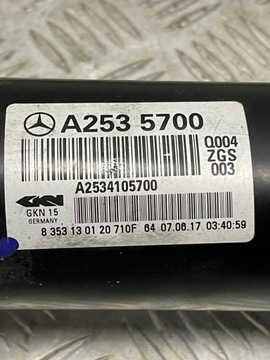 A253 5700
Q004
ZGS
003
A2534105700
GKN 15
GERMANY
8 353 13 01 20 710F 64 07.06.17 03:40:59